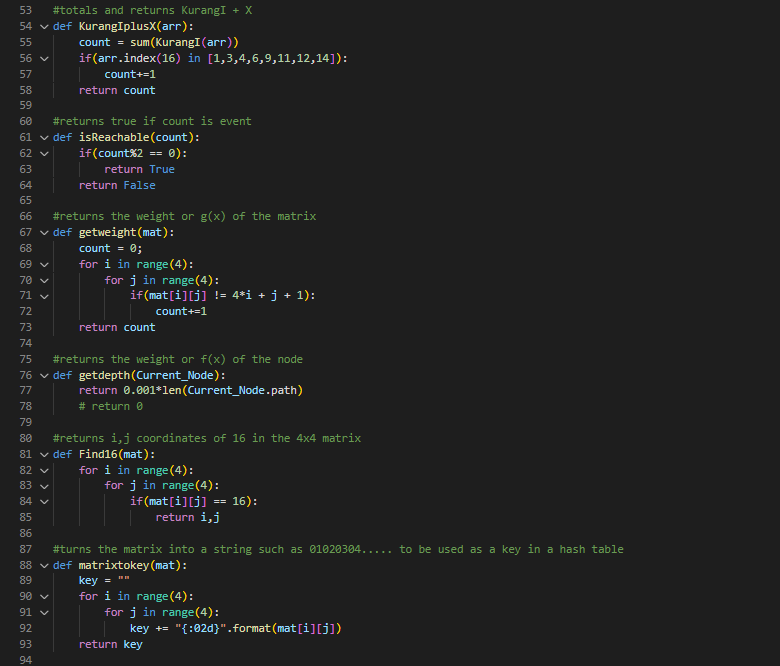 53 #totals and returns KurangI + X
54 def KurangIplusX(arr):
55 count = sum(KurangI(arr))
56 if(arr.index(16) in [1,3,4,6,9,11,12,14]):
57 count+=1
58 return count
59
60 #returns true if count is event
61 def isReachable(count):
62 if(count%2 == 0):
63 return True
64 return False
65
66 #returns the weight or g(x) of the matrix
67 def getweight(mat):
68 count = 0;
69 for i in range(4):
70 for j in range(4):
71 if(mat[i][j] != 4*i + j + 1):
72 count+=1
73 return count
74
75 #returns the weight or f(x) of the node
76 def getdepth(Current_Node):
77 return 0.001*len(Current_Node.path)
78 # return 0
79
80 #returns i,j coordinates of 16 in the 4x4 matrix
81 def Find16(mat):
82 for i in range(4):
83 for j in range(4):
84 if(mat[i][j] == 16):
85 return i,j
86
87 #turns the matrix into a string such as 01020304..... to be used as a key in a hash table
88 def matrixtokey(mat):
89 key = ""
90 for i in range(4):
91 for j in range(4):
92 key += "{:02d}".format(mat[i][j])
93 return key
94